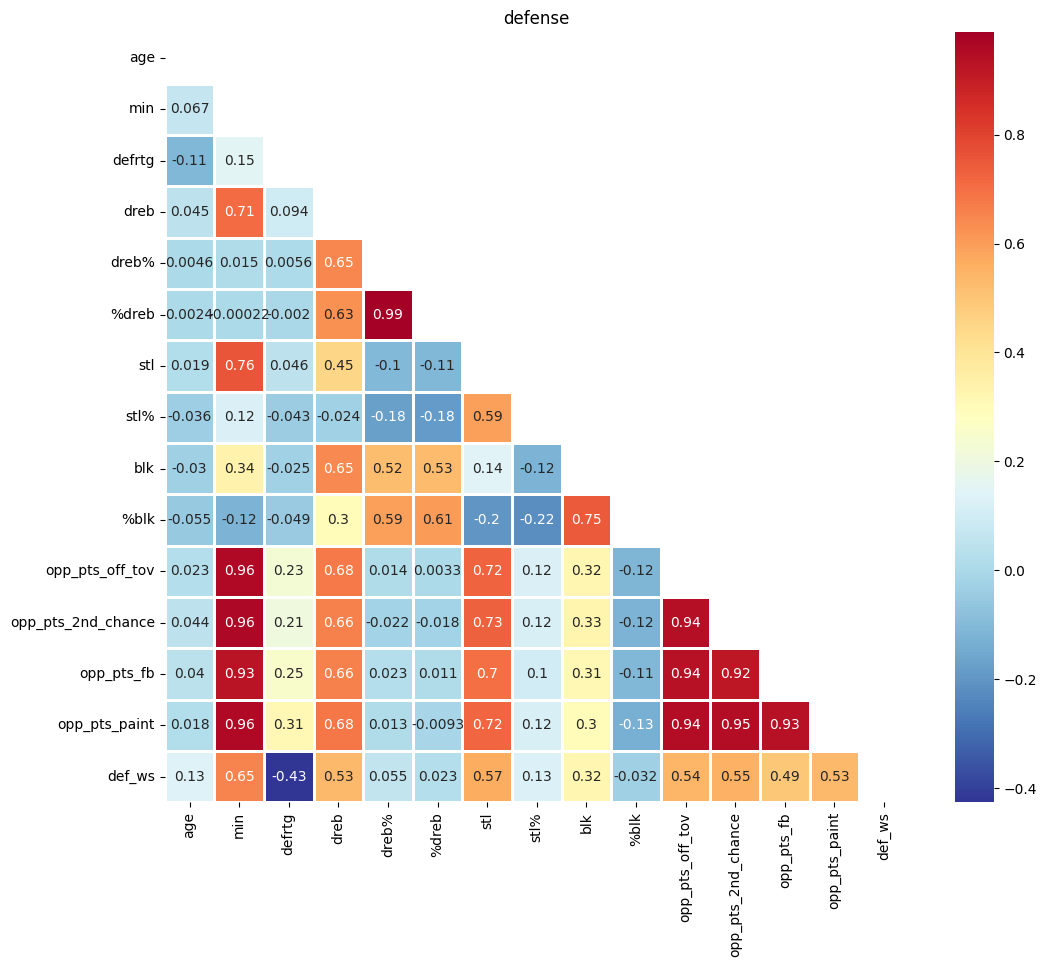 defense
age
min 0.067
defrtg -0.11 0.15
dreb 0.045 0.71 0.094
dreb% 0.0046 0.015 0.0056 0.65
%dreb 0.0024 -0.00022 -0.002 0.63 0.99
stl 0.019 0.76 0.046 0.45 -0.1 -0.11
stl% -0.036 0.12 -0.043 -0.024 -0.18 -0.18 0.59
blk -0.03 0.34 -0.025 0.65 0.52 0.53 0.14 -0.12
%blk -0.055 -0.12 -0.049 0.3 0.59 0.61 -0.2 -0.22 0.75
opp_pts_off_tov 0.023 0.96 0.23 0.68 0.014 0.0033 0.72 0.12 0.32 -0.12
opp_pts_2nd_chance 0.044 0.96 0.21 0.66 -0.022 -0.018 0.73 0.12 0.33 -0.12 0.94
opp_pts_fb 0.04 0.93 0.25 0.66 0.023 0.011 0.7 0.1 0.31 -0.11 0.94 0.92
opp_pts_paint 0.018 0.96 0.31 0.68 0.013 -0.0093 0.72 0.12 0.3 -0.13 0.94 0.95 0.93
def_ws 0.13 0.65 -0.43 0.53 0.055 0.023 0.57 0.13 0.32 -0.032 0.54 0.55 0.49 0.53
age min defrtg dreb dreb% %dreb stl stl% blk %blk opp_pts_off_tov opp_pts_2nd_chance opp_pts_fb opp_pts_paint def_ws
0.8
0.6
0.4
0.2
0.0
−0.2
−0.4